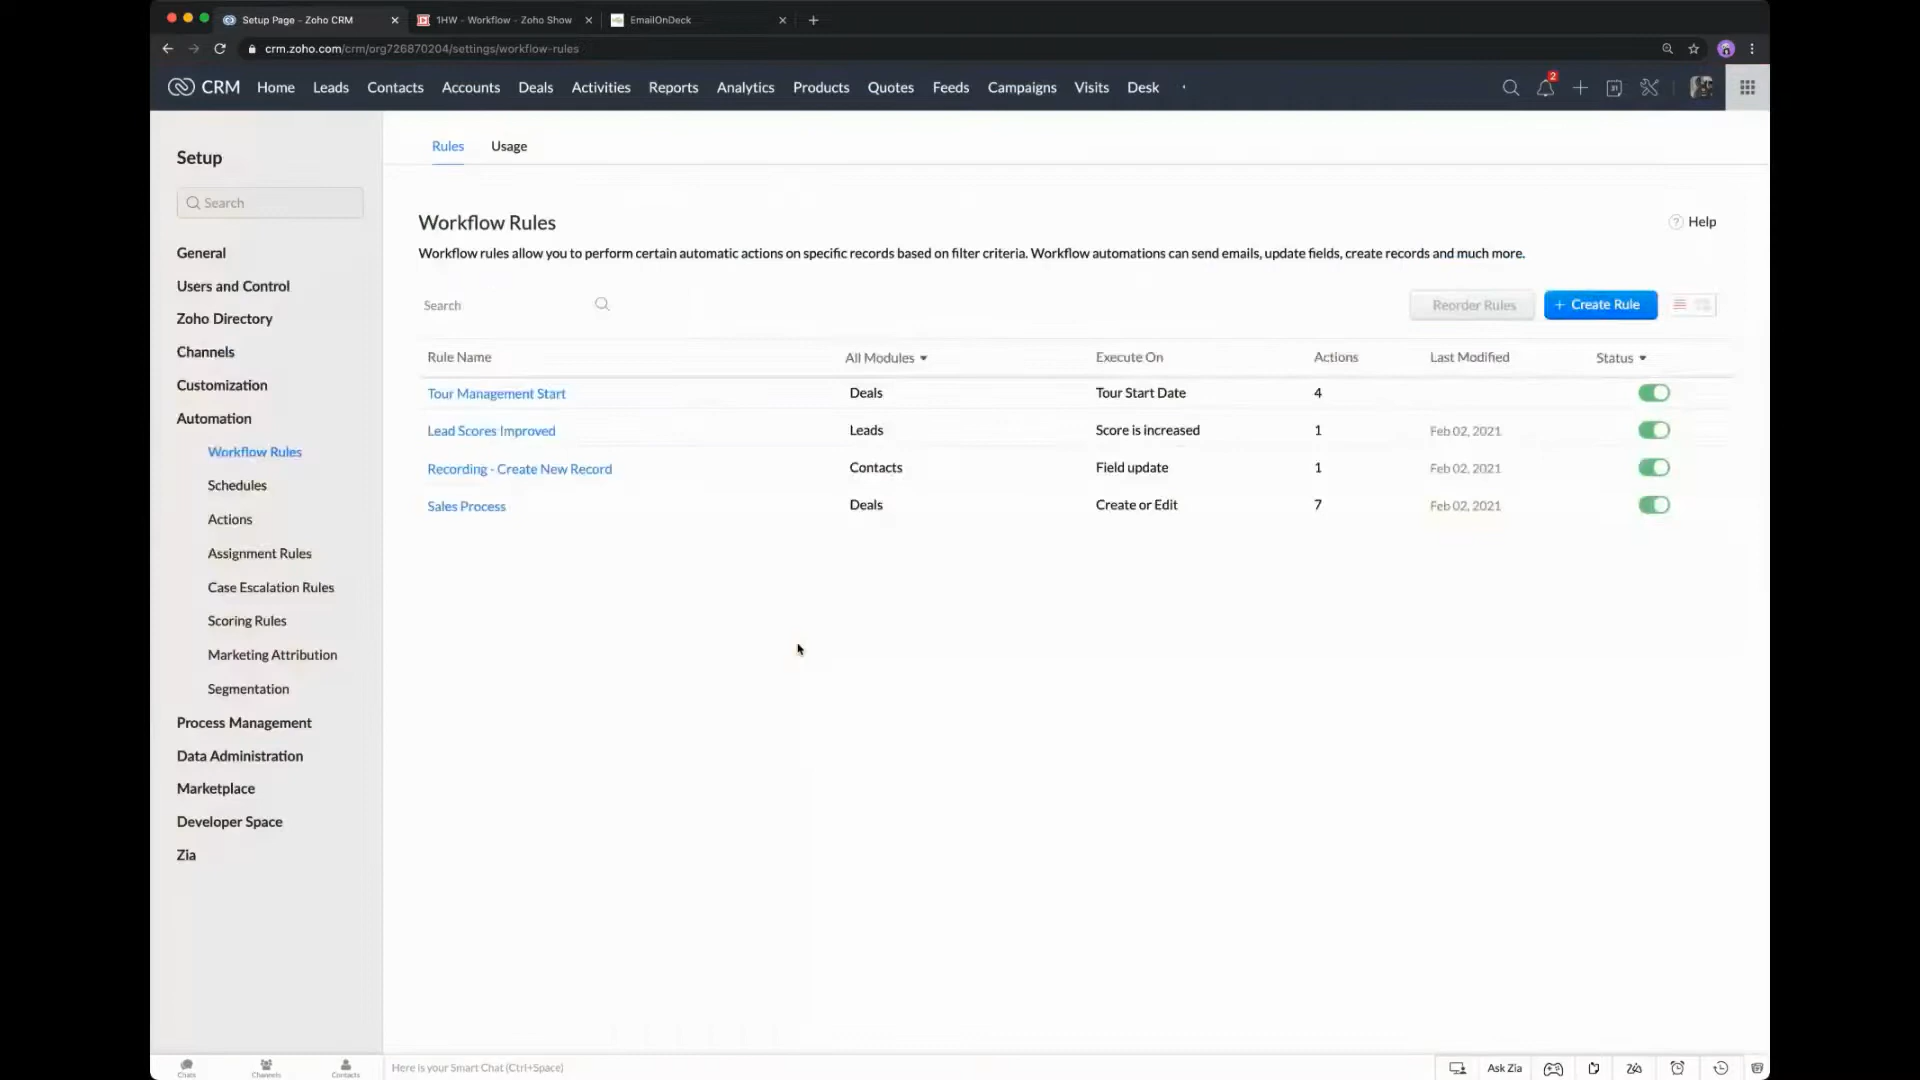 Setup Page - Zoho CRM
1HW - Workflow - Zoho Show
EmailOnDeck
crm.zoho.com/crm/org726870204/settings/workflow-rules
CRM Home Leads Contacts Accounts Deals Activities Reports Analytics Products Quotes Feeds Campaigns Visits Desk
2
31
Setup
Search
General
Users and Control
Zoho Directory
Channels
Customization
Automation
Workflow Rules
Schedules
Actions
Assignment Rules
Case Escalation Rules
Scoring Rules
Marketing Attribution
Segmentation
Process Management
Data Administration
Marketplace
Developer Space
Zia
Rules Usage
Workflow Rules
? Help
Workflow rules allow you to perform certain automatic actions on specific records based on filter criteria. Workflow automations can send emails, update fields, create records and much more.
Search
Reorder Rules
+ Create Rule
Rule Name All Modules Execute On Actions Last Modified Status
Tour Management Start Deals Tour Start Date 4
Lead Scores Improved Leads Score is increased 1 Feb 02, 2021
Recording - Create New Record Contacts Field update 1 Feb 02, 2021
Sales Process Deals Create or Edit 7 Feb 02, 2021
Chats Channels Contacts
Here is your Smart Chat (Ctrl+Space)
Ask Zia